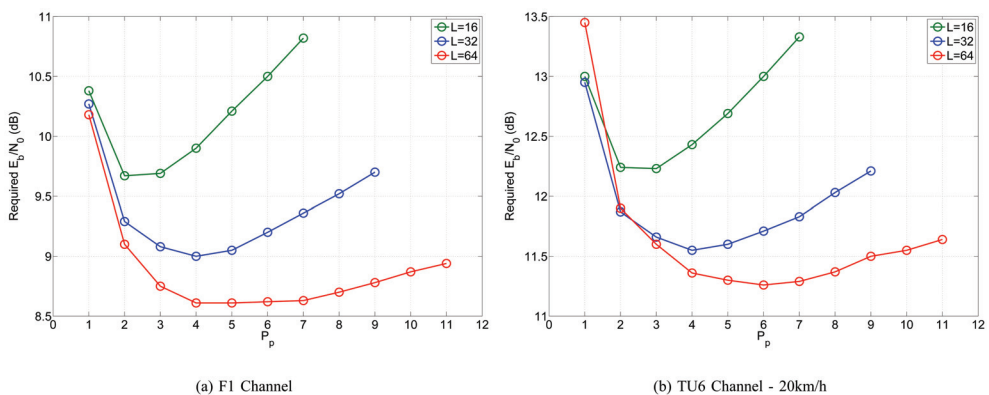 11
10.5
10
9.5
9
8.5
Required E_b/N_0 (dB)
0 1 2 3 4 5 6 7 8 9 10 11 12
P_p
L=16
L=32
L=64
(a) F1 Channel
13.5
13
12.5
12
11.5
11
Required E_b/N_0 (dB)
0 1 2 3 4 5 6 7 8 9 10 11 12
P_p
L=16
L=32
L=64
(b) TU6 Channel - 20km/h